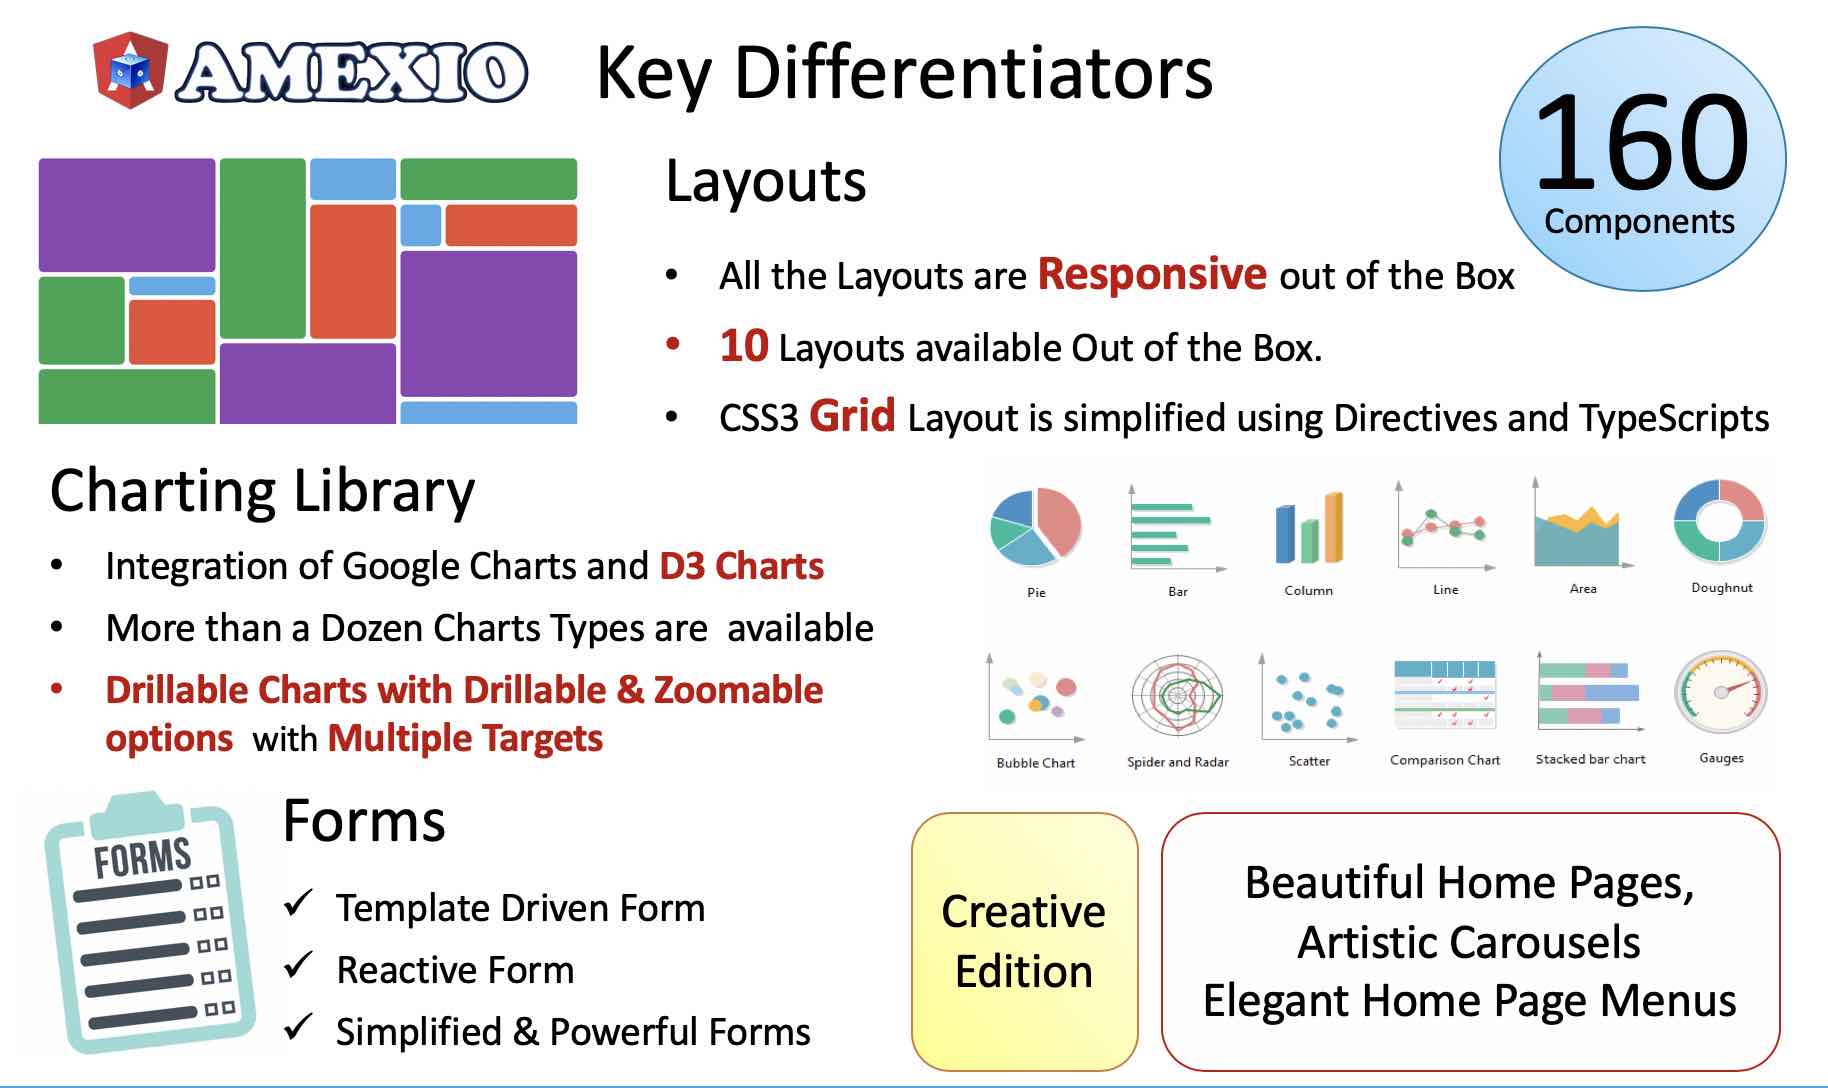 AMEXIO
Key Differentiators
160
Components
Layouts
• All the Layouts are Responsive out of the Box
• 10 Layouts available Out of the Box.
• CSS3 Grid Layout is simplified using Directives and TypeScripts
Charting Library
• Integration of Google Charts and D3 Charts
• More than a Dozen Charts Types are available
• Drillable Charts with Drillable & Zoomable
options with Multiple Targets
Pie
Bar
Column
Line
Area
Doughnut
Bubble Chart
Spider and Radar
Scatter
Comparison Chart
Stacked bar chart
Gauges
FORMS
Forms
✓ Template Driven Form
✓ Reactive Form
✓ Simplified & Powerful Forms
Creative
Edition
Beautiful Home Pages,
Artistic Carousels
Elegant Home Page Menus